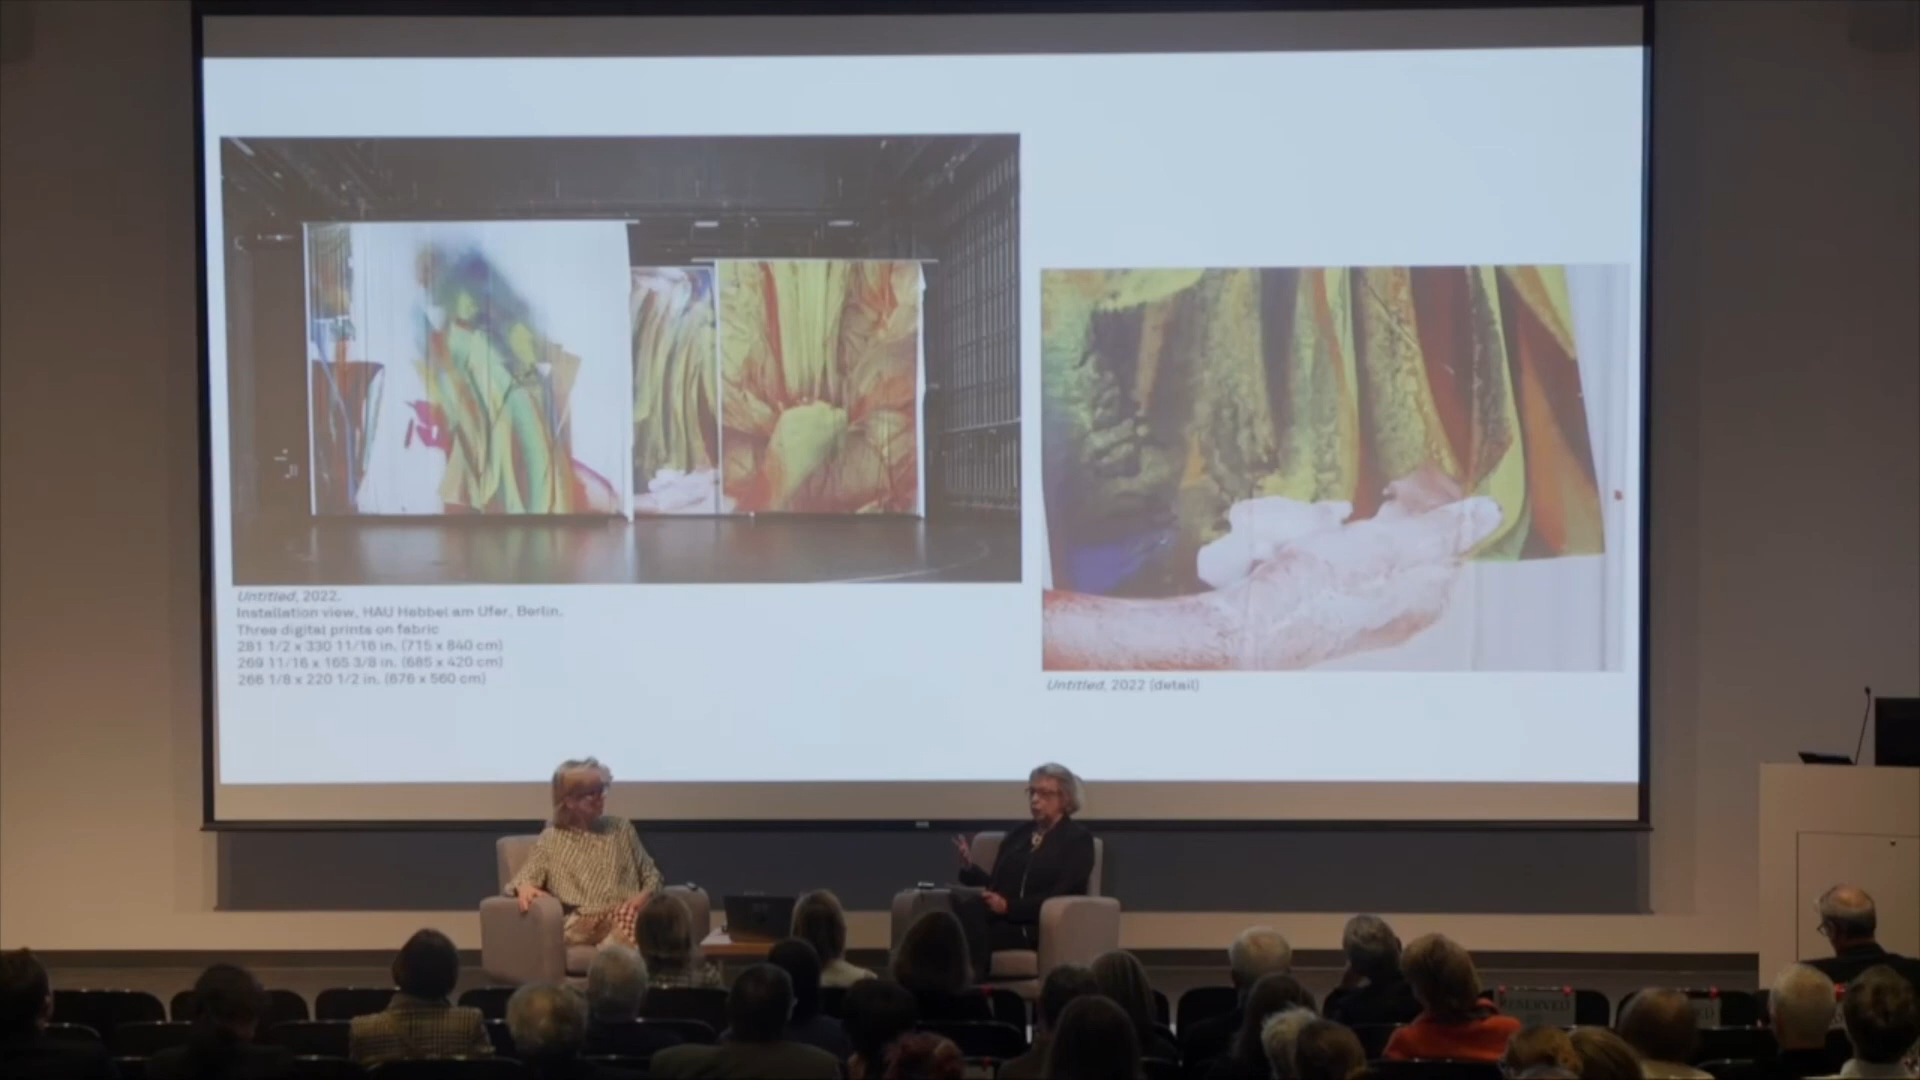 Untitled, 2022.
Installation view, HAU Hebbel am Ufer, Berlin.
Three digital prints on fabric
281 1/2 x 330 11/16 in. (715 x 840 cm)
269 11/16 x 165 3/8 in. (685 x 420 cm)
266 1/8 x 220 1/2 in. (676 x 560 cm)
Untitled, 2022 (detail)
RESERVED